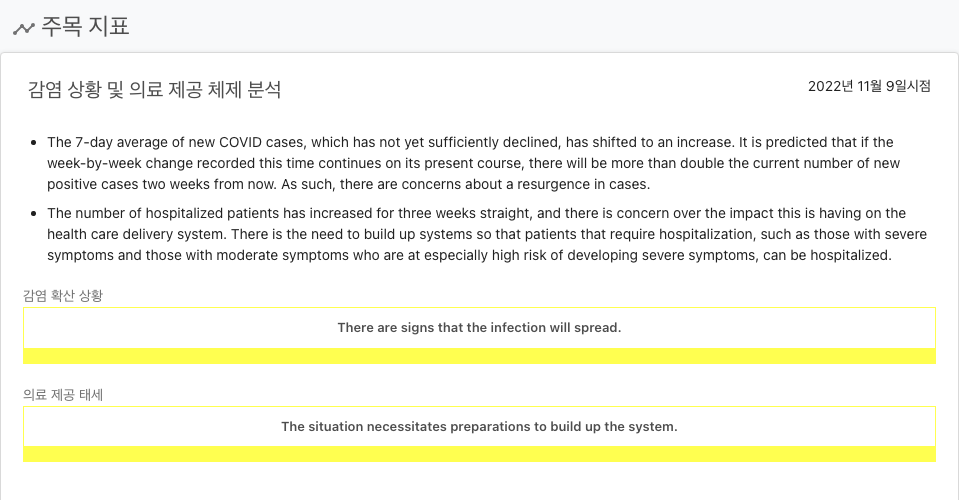 주목 지표
감염 상황 및 의료 제공 체제 분석
2022년 11월 9일시점
The 7-day average of new COVID cases, which has not yet sufficiently declined, has shifted to an increase. It is predicted that if the
week-by-week change recorded this time continues on its present course, there will be more than double the current number of new
positive cases two weeks from now. As such, there are concerns about a resurgence in cases.
The number of hospitalized patients has increased for three weeks straight, and there is concern over the impact this is having on the
health care delivery system. There is the need to build up systems so that patients that require hospitalization, such as those with severe
symptoms and those with moderate symptoms who are at especially high risk of developing severe symptoms, can be hospitalized.
감염 확산 상황
There are signs that the infection will spread.
의료 제공 태세
The situation necessitates preparations to build up the system.